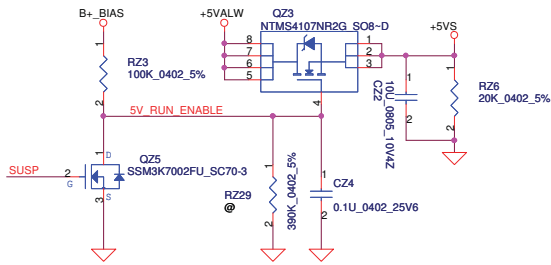 B+_BIAS
+5VALW
QZ3
NTMS4107NR2G_SO8~D
+5VS
1
RZ3
100K_0402_5%
2
8
7
6
5
1
2
3
4
10U_0805_10V4Z
CZ2
1
2
1
RZ6
20K_0402_5%
2
5V_RUN_ENABLE
SUSP
2
G
1
D
S
3
QZ5
SSM3K7002FU_SC70-3
1
RZ29
@
2
390K_0402_5%
1
CZ4
0.1U_0402_25V6
2